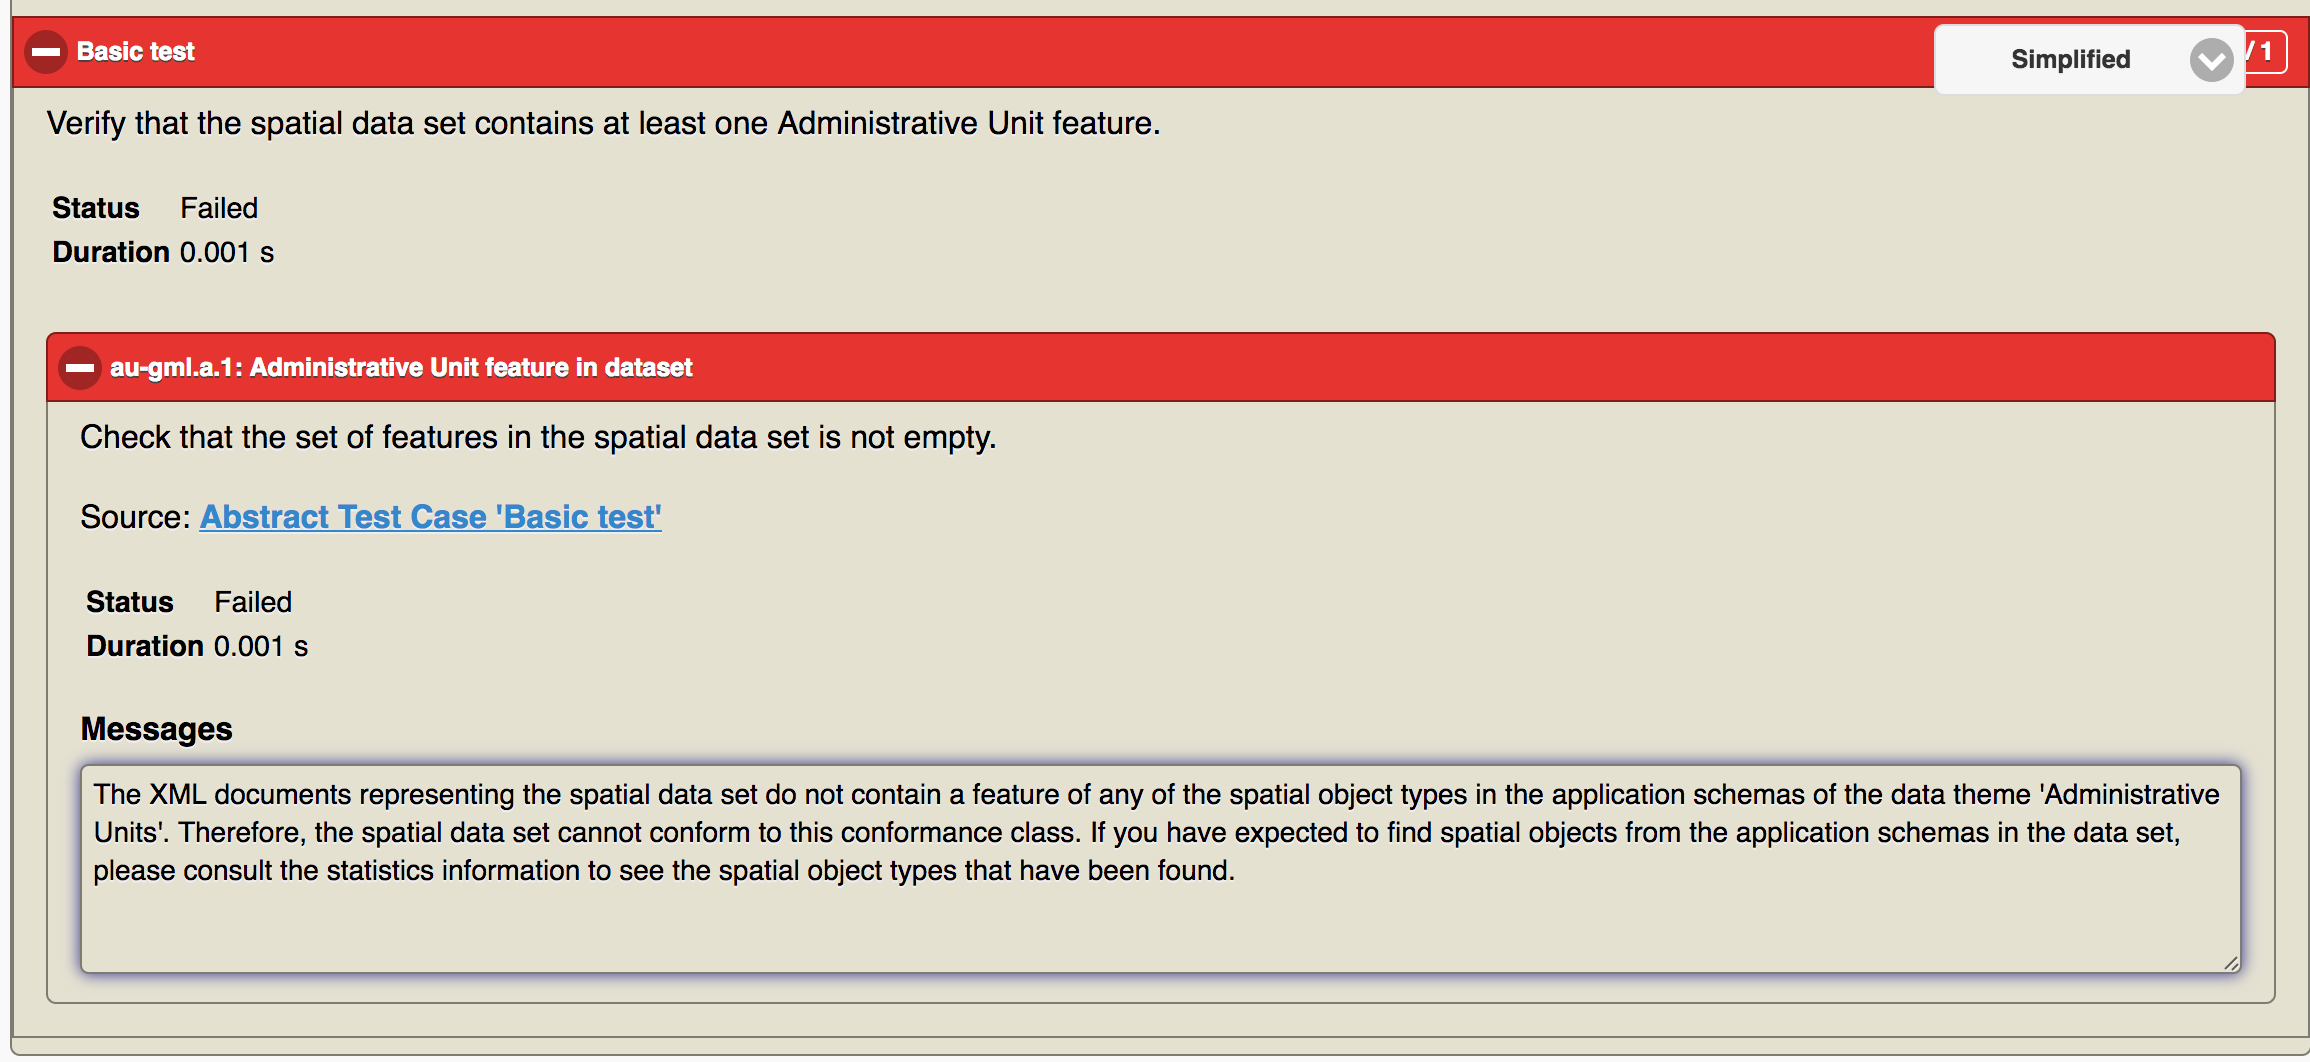 Basic test
Simplified
/ 1
Verify that the spatial data set contains at least one Administrative Unit feature.
Status Failed
Duration 0.001 s
au-gml.a.1: Administrative Unit feature in dataset
Check that the set of features in the spatial data set is not empty.
Source: Abstract Test Case 'Basic test'
Status Failed
Duration 0.001 s
Messages
The XML documents representing the spatial data set do not contain a feature of any of the spatial object types in the application schemas of the data theme 'Administrative
Units'. Therefore, the spatial data set cannot conform to this conformance class. If you have expected to find spatial objects from the application schemas in the data set,
please consult the statistics information to see the spatial object types that have been found.